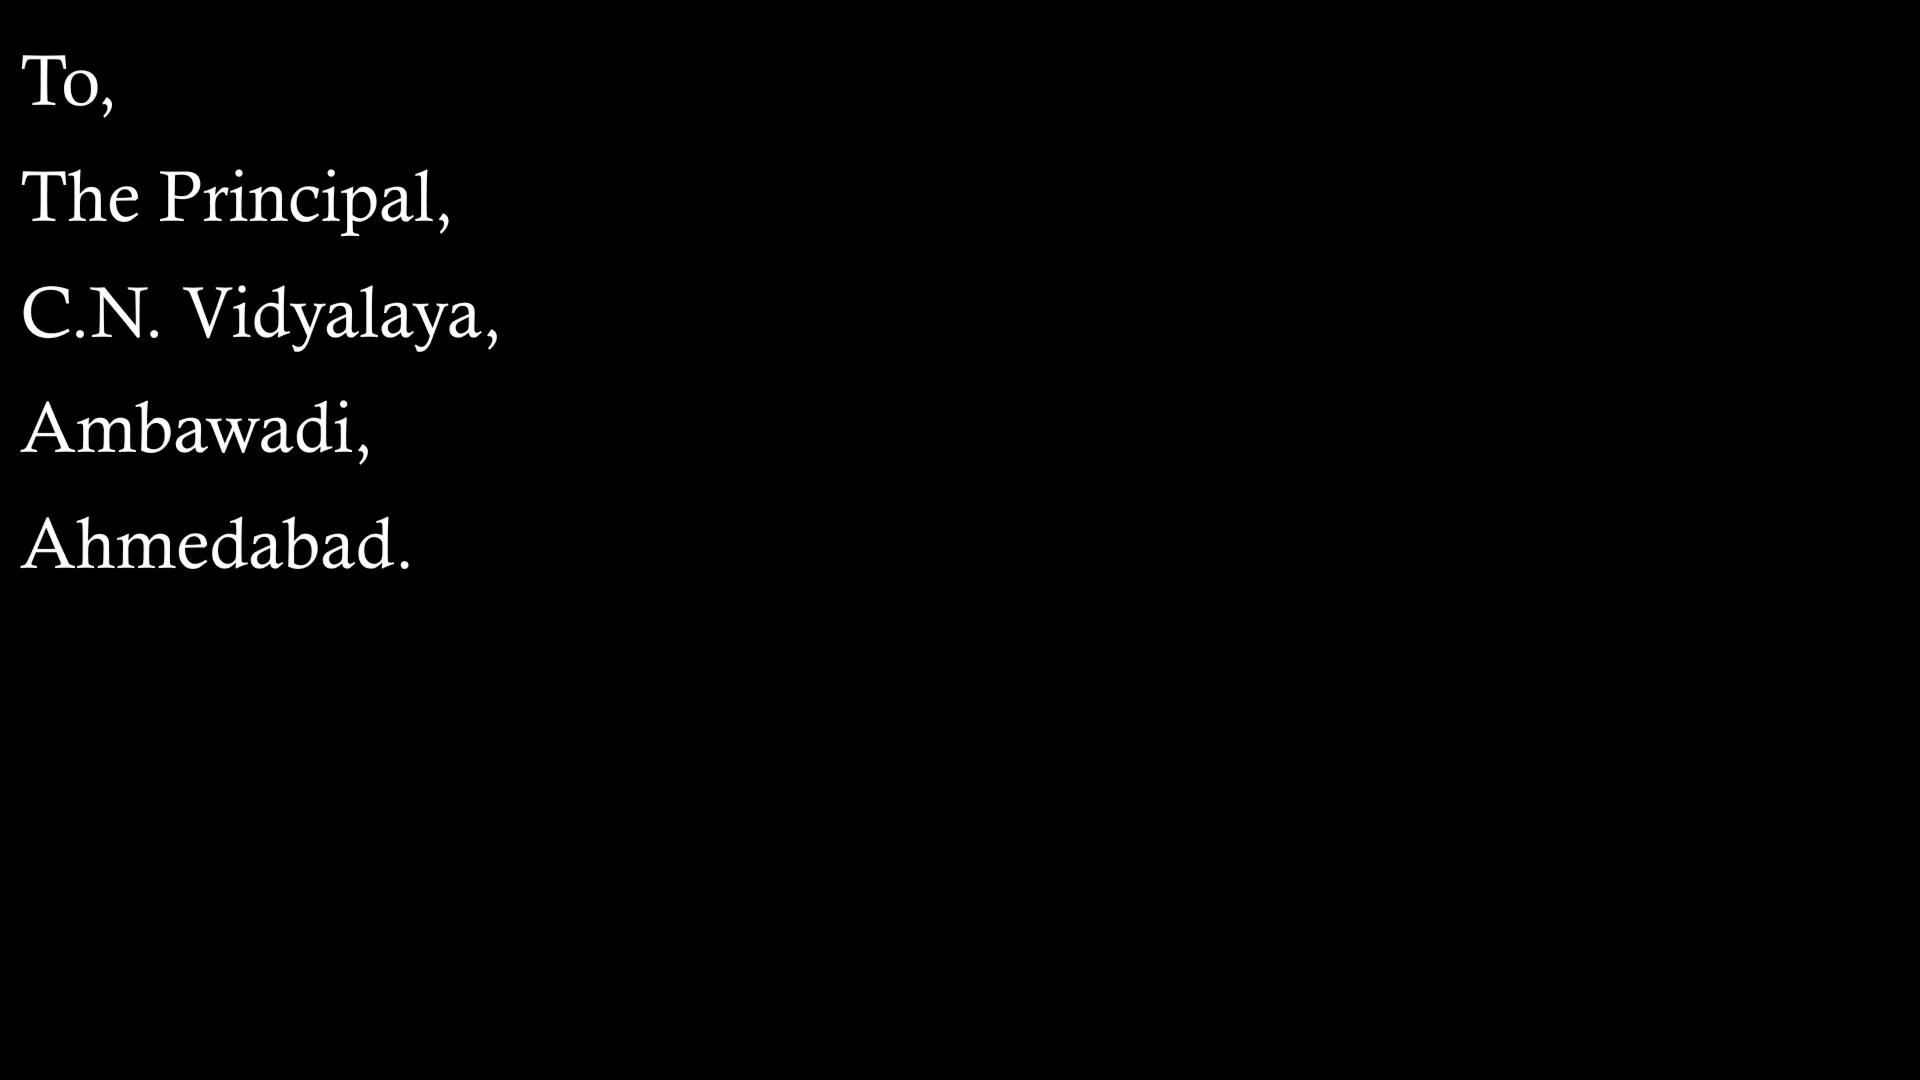 To,
The Principal,
C.N. Vidyalaya,
Ambawadi,
Ahmedabad.